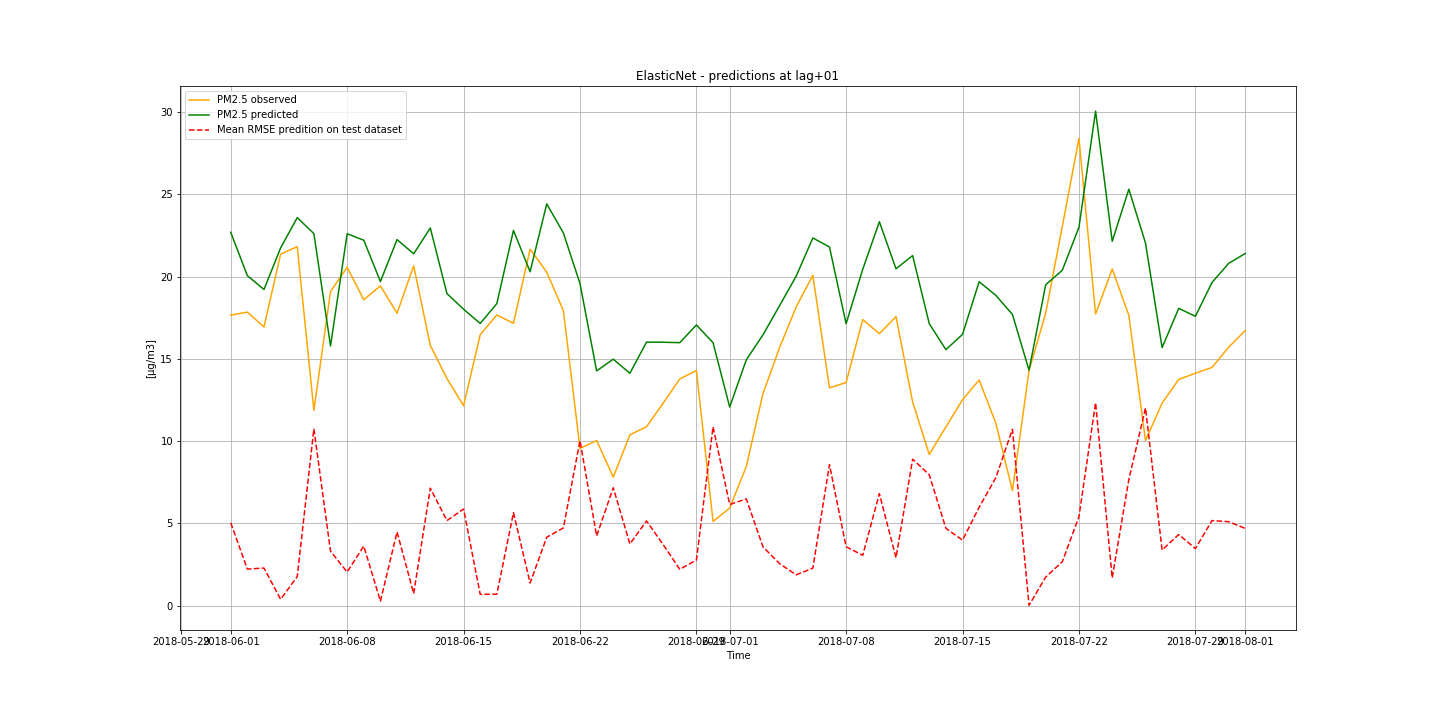 ElasticNet - predictions at lag+01
PM2.5 observed
PM2.5 predicted
Mean RMSE predition on test dataset
[µg/m3]
30
25
20
15
10
5
0
2018-05-29 2018-06-01 2018-06-08 2018-06-15 2018-06-22 2018-06-29 2018-07-01 2018-07-08 2018-07-15 2018-07-22 2018-07-29 2018-08-01
Time